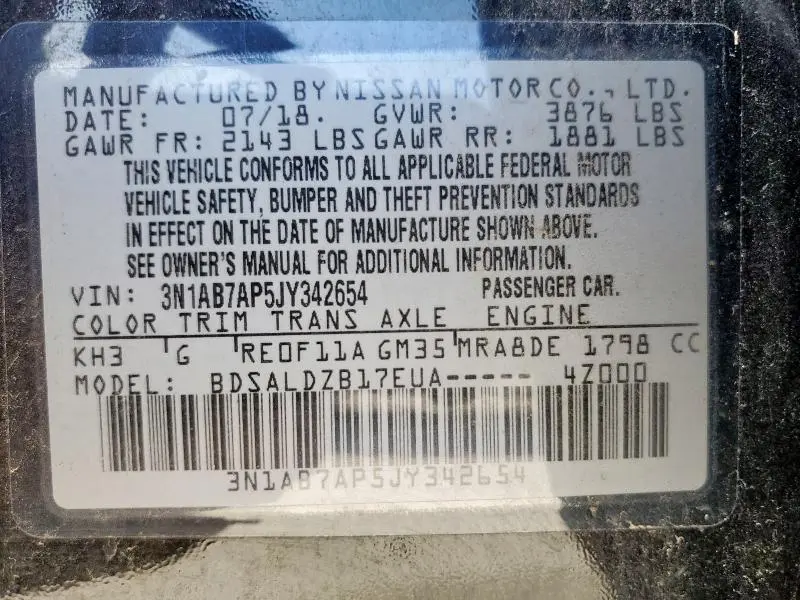 MANUFACTURED BY NISSAN MOTOR CO., LTD.
DATE: 07/18. GVWR: 3876 LBS
GAWR FR: 2143 LBS GAWR RR: 1881 LBS
THIS VEHICLE CONFORMS TO ALL APPLICABLE FEDERAL MOTOR
VEHICLE SAFETY, BUMPER AND THEFT PREVENTION STANDARDS
IN EFFECT ON THE DATE OF MANUFACTURE SHOWN ABOVE.
SEE OWNER'S MANUAL FOR ADDITIONAL INFORMATION.
VIN: 3N1AB7AP5JY342654 PASSENGER CAR.
COLOR TRIM TRANS AXLE ENGINE
KH3 G RE0F11A GM35 MRA8DE 1798 CC
MODEL: BDSALDZB17EUA----- 4Z000
3N1AB7AP5JY342654